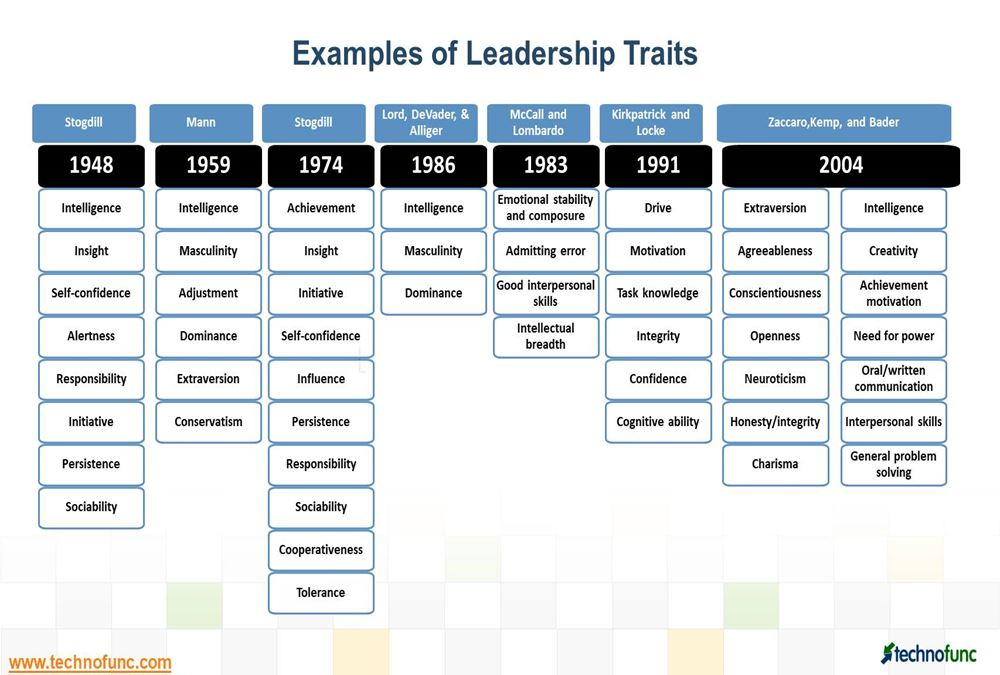 Examples of Leadership Traits
Stogdill
1948
Intelligence
Insight
Self-confidence
Alertness
Responsibility
Initiative
Persistence
Sociability
Mann
1959
Intelligence
Masculinity
Adjustment
Dominance
Extraversion
Conservatism
Stogdill
1974
Achievement
Insight
Initiative
Self-confidence
Influence
Persistence
Responsibility
Sociability
Cooperativeness
Tolerance
Lord, DeVader, &
Alliger
1986
Intelligence
Masculinity
Dominance
McCall and
Lombardo
1983
Emotional stability
and composure
Admitting error
Good interpersonal
skills
Intellectual
breadth
Kirkpatrick and
Locke
1991
Drive
Motivation
Task knowledge
Integrity
Confidence
Cognitive ability
Zaccaro,Kemp, and Bader
2004
Extraversion
Agreeableness
Conscientiousness
Openness
Neuroticism
Honesty/integrity
Charisma
Intelligence
Creativity
Achievement
motivation
Need for power
Oral/written
communication
Interpersonal skills
General problem
solving
www.technofunc.com
technofunc